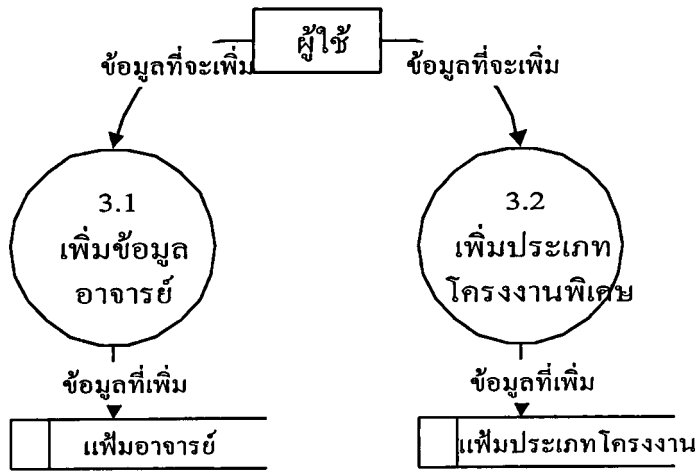 ผู้ใช้
ข้อมูลที่จะเพิ่ม
ข้อมูลที่จะเพิ่ม
3.1
เพิ่มข้อมูล
อาจารย์
3.2
เพิ่มประเภท
โครงงานพิเศษ
ข้อมูลที่เพิ่ม
ข้อมูลที่เพิ่ม
แฟ้มอาจารย์
แฟ้มประเภทโครงงาน